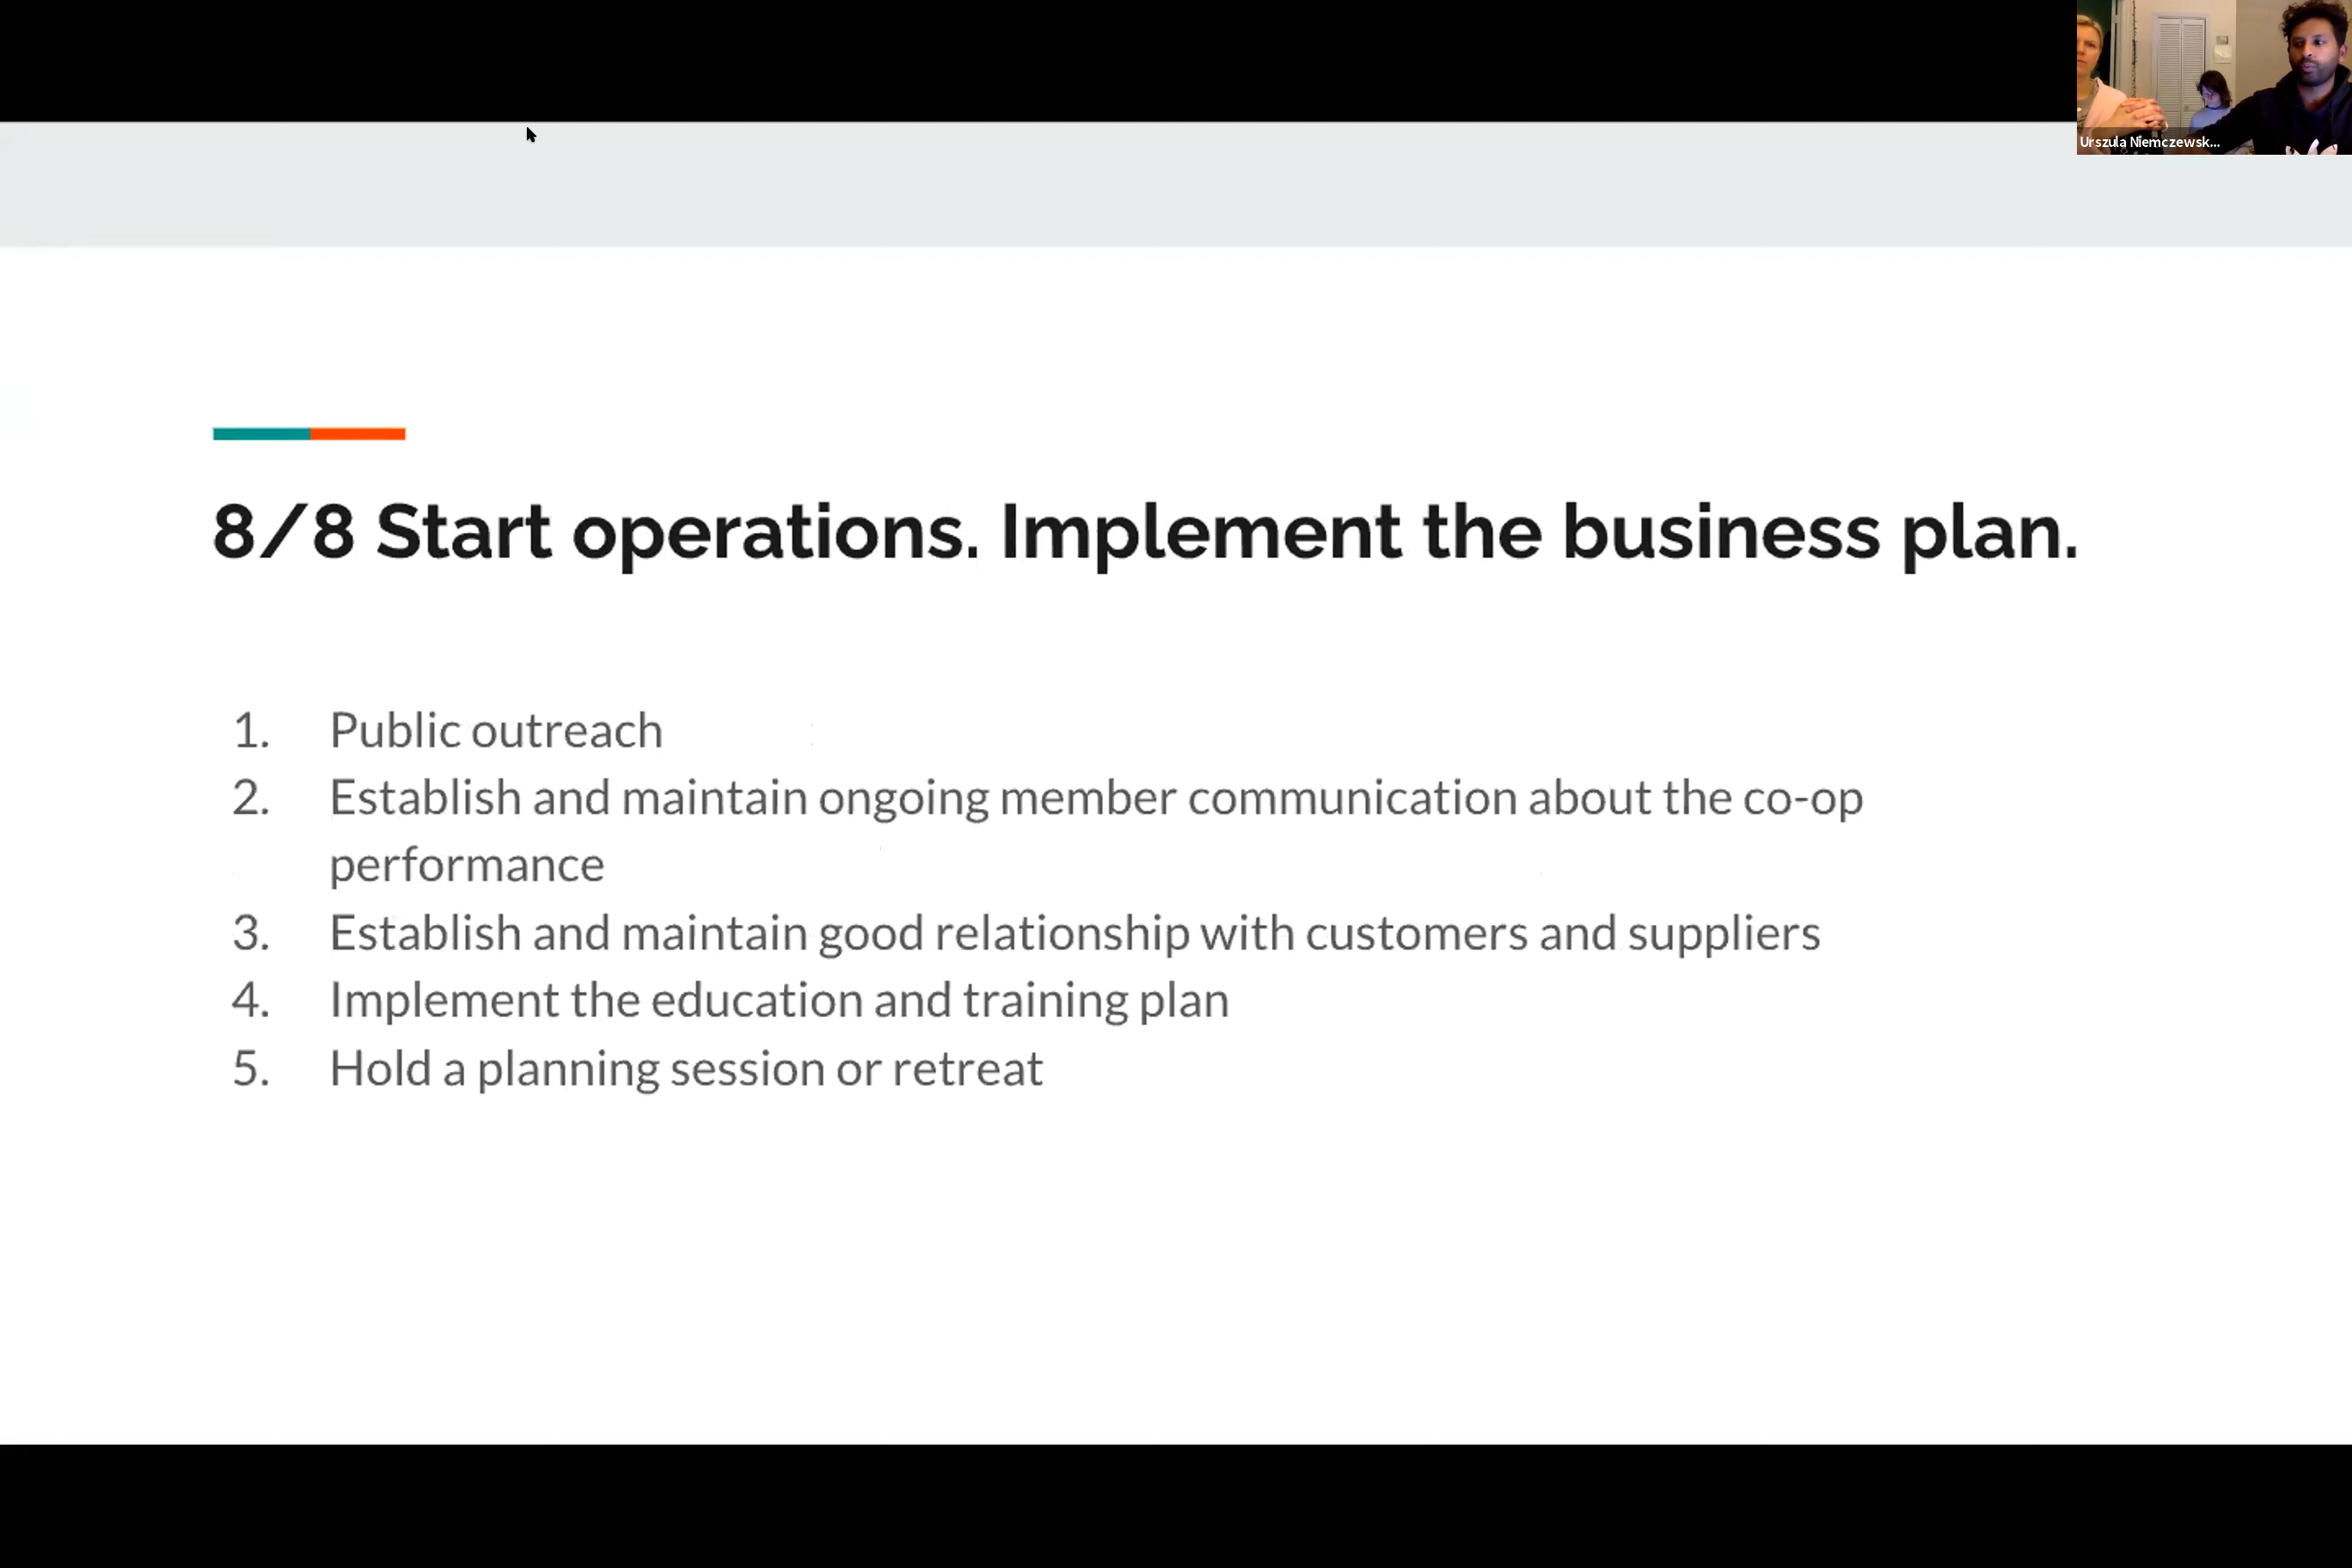 Urszula Niemczewsk...
8/8 Start operations. Implement the business plan.
1. Public outreach
2. Establish and maintain ongoing member communication about the co-op
performance
3. Establish and maintain good relationship with customers and suppliers
4. Implement the education and training plan
5. Hold a planning session or retreat